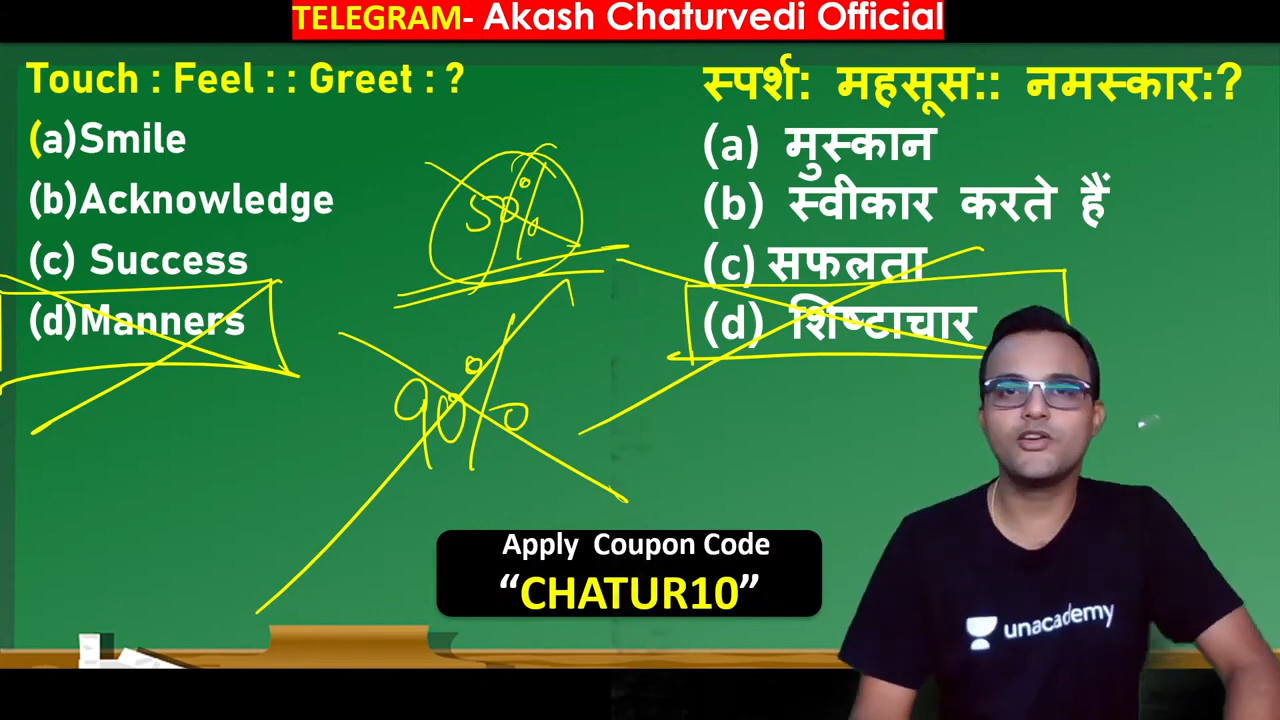 TELEGRAM- Akash Chaturvedi Official
Touch : Feel : : Greet : ?
(a)Smile
(b)Acknowledge
(c) Success
(d)Manners
स्पर्श: महसूस:: नमस्कार:?
(a) मुस्कान
(b) स्वीकार करते हैं
(c) सफलता
(d) शिष्टाचार
50%
90%
Apply Coupon Code
“CHATUR10”
unacademy